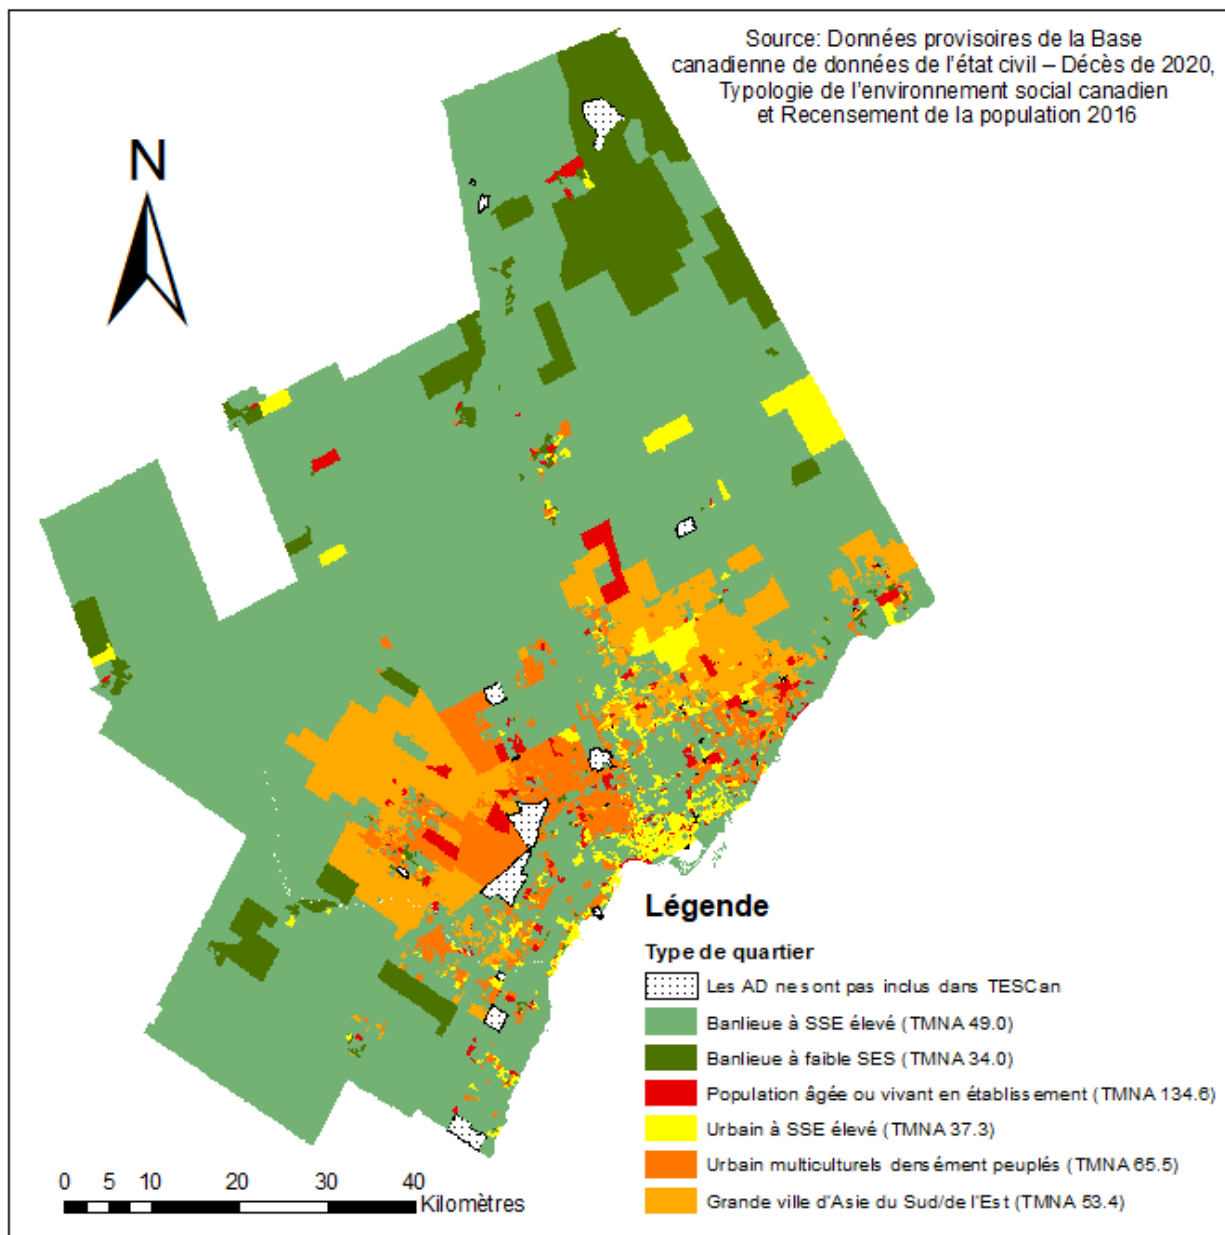 Source: Données provisoires de la Base
canadienne de données de l'état civil – Décès de 2020,
Typologie de l'environnement social canadien
et Recensement de la population 2016
N
Légende
Type de quartier
Les AD ne sont pas inclus dans TESCan
Banlieue à SSE élevé (TMNA 49.0)
Banlieue à faible SES (TMNA 34.0)
Population âgée ou vivant en établissement (TMNA 134.6)
Urbain à SSE élevé (TMNA 37.3)
Urbain multiculturels densément peuplés (TMNA 65.5)
Grande ville d'Asie du Sud/de l'Est (TMNA 53.4)
0 5 10 20 30 40
Kilomètres